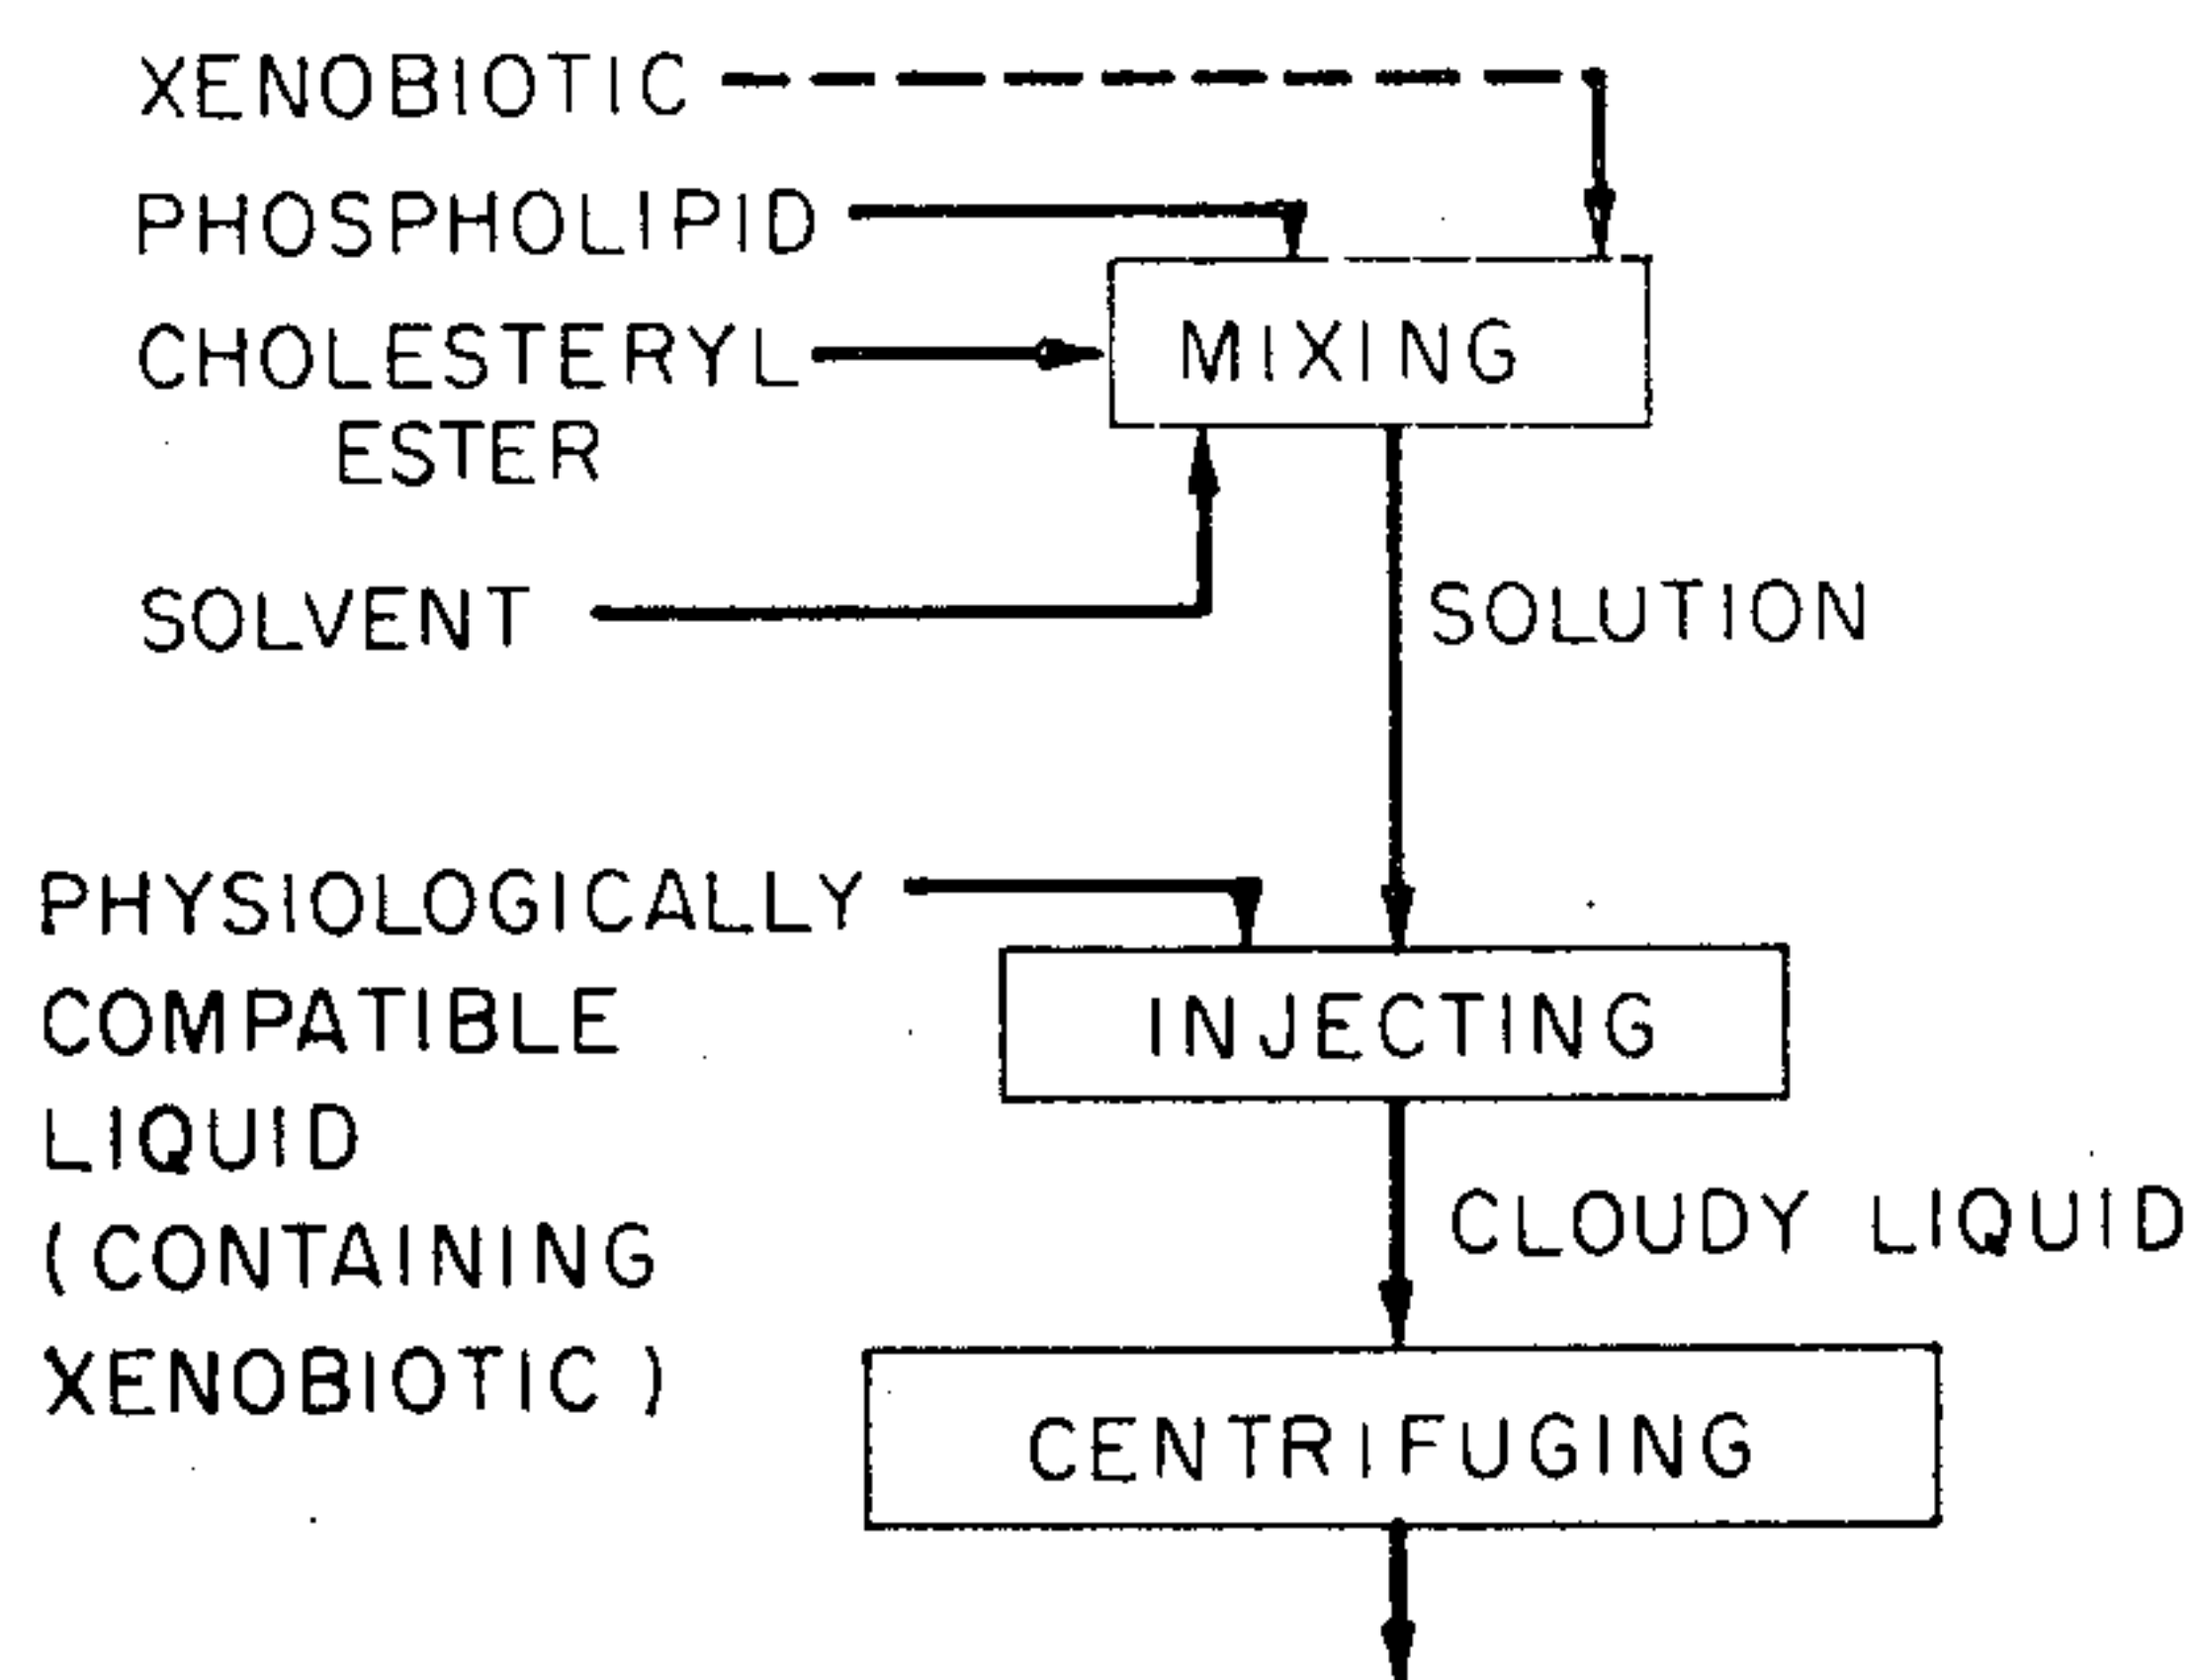 XENOBIOTIC
PHOSPHOLIPID
CHOLESTERYL
ESTER
MIXING
SOLVENT
SOLUTION
PHYSIOLOGICALLY
COMPATIBLE
LIQUID
(CONTAINING
XENOBIOTIC)
INJECTING
CLOUDY LIQUID
CENTRIFUGING